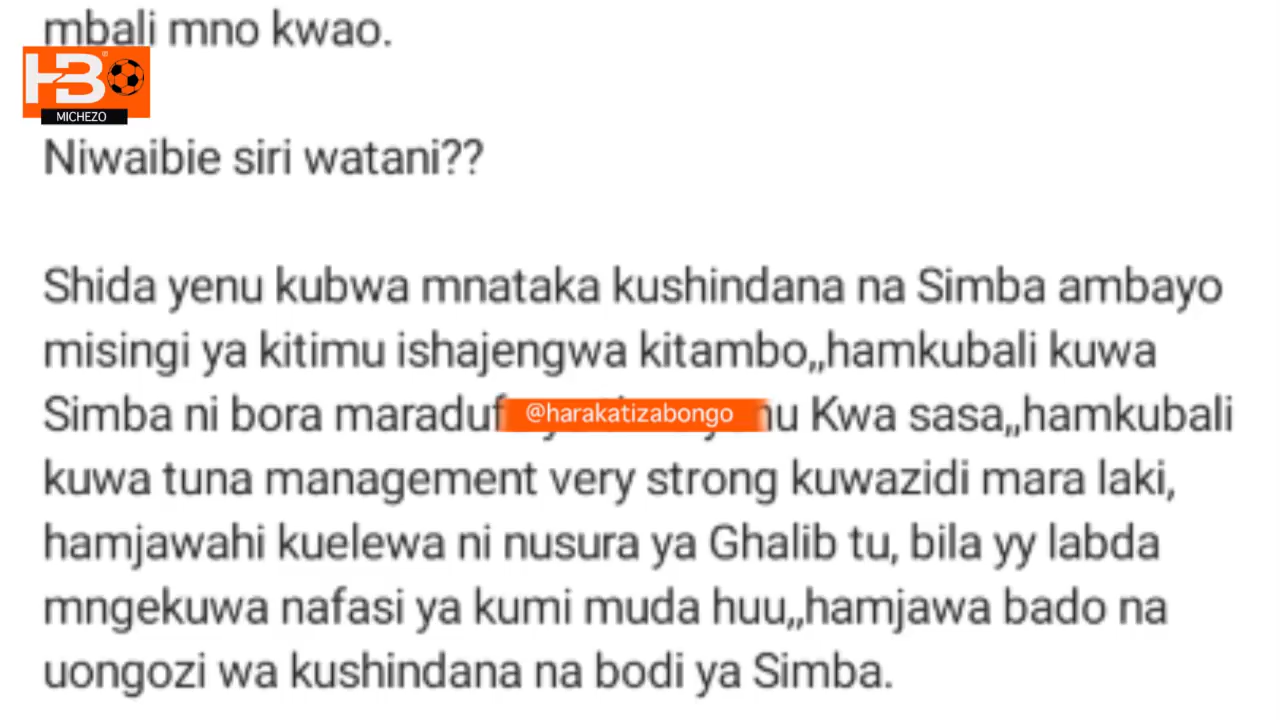 mbali mno kwao.
HB
MICHEZO
Niwaibie siri watani??
Shida yenu kubwa mnataka kushindana na Simba ambayo
misingi ya kitimu ishajengwa kitambo,,hamkubali kuwa
Simba ni bora
@harakatizabongo
Kwa sasa,,hamkubali
kuwa tuna management very strong kuwazidi mara laki,
hamjawahi kuelewa ni nusura ya Ghalib tu, bila yy labda
mngekuwa nafasi ya kumi muda huu,,hamjawa bado na
uongozi wa kushindana na bodi ya Simba.